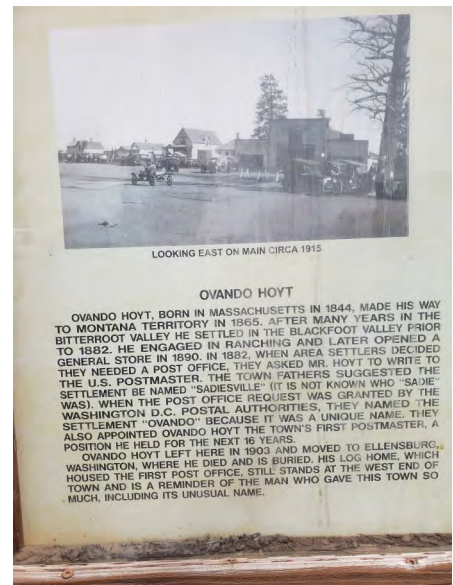 LOOKING EAST ON MAIN CIRCA 1915
OVANDO HOYT
OVANDO HOYT, BORN IN MASSACHUSETTS IN 1844, MADE HIS WAY
TO MONTANA TERRITORY IN 1865. AFTER MANY YEARS IN THE
BITTERROOT VALLEY HE SETTLED IN THE BLACKFOOT VALLEY PRIOR
TO 1882. HE ENGAGED IN RANCHING AND LATER OPENED A
GENERAL STORE IN 1890. IN 1882, WHEN AREA SETTLERS DECIDED
THEY NEEDED A POST OFFICE, THEY ASKED MR. HOYT TO WRITE TO
THE U.S. POSTMASTER. THE TOWN FATHERS SUGGESTED THE
SETTLEMENT BE NAMED "SADIESVILLE" (IT IS NOT KNOWN WHO "SADIE"
WAS). WHEN THE POST OFFICE REQUEST WAS GRANTED BY THE
WASHINGTON D.C. POSTAL AUTHORITIES, THEY NAMED THE
SETTLEMENT "OVANDO" BECAUSE IT WAS A UNIQUE NAME. THEY
ALSO APPOINTED OVANDO HOYT THE TOWN'S FIRST POSTMASTER, A
POSITION HE HELD FOR THE NEXT 16 YEARS.
OVANDO HOYT LEFT HERE IN 1903 AND MOVED TO ELLENSBURG,
WASHINGTON, WHERE HE DIED AND IS BURIED. HIS LOG HOME, WHICH
HOUSED THE FIRST POST OFFICE, STILL STANDS AT THE WEST END OF
TOWN AND IS A REMINDER OF THE MAN WHO GAVE THIS TOWN SO
MUCH, INCLUDING ITS UNUSUAL NAME.